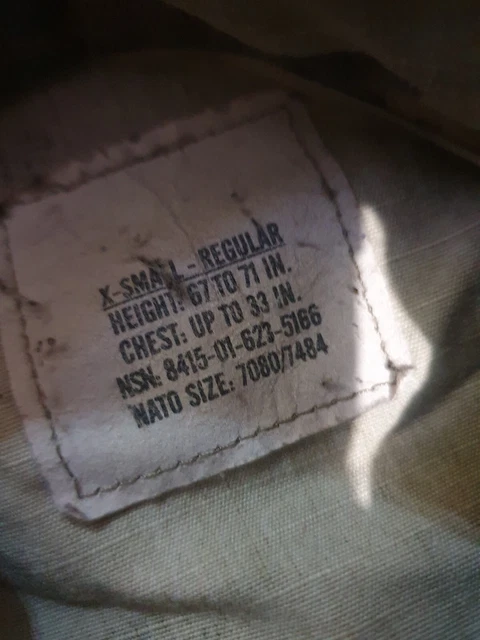 X-SMALL - REGULAR
HEIGHT: 67 TO 71 IN.
CHEST: UP TO 33 IN.
NSN: 8415-01-623-5166
NATO SIZE: 7080/7484